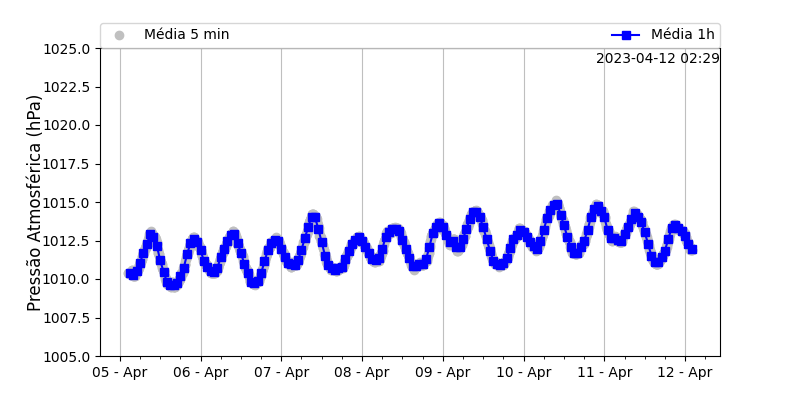 Média 5 min
Média 1h
2023-04-12 02:29
Pressão Atmosférica (hPa)
1025.0
1022.5
1020.0
1017.5
1015.0
1012.5
1010.0
1007.5
1005.0
05 - Apr
06 - Apr
07 - Apr
08 - Apr
09 - Apr
10 - Apr
11 - Apr
12 - Apr